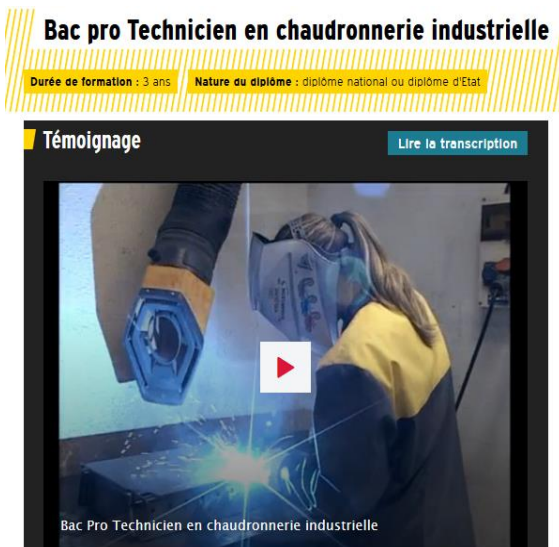 Bac pro Technicien en chaudronnerie industrielle
Durée de formation : 3 ans Nature du diplôme : diplôme national ou diplôme d'Etat
Témoignage Lire la transcription
Bac Pro Technicien en chaudronnerie industrielle